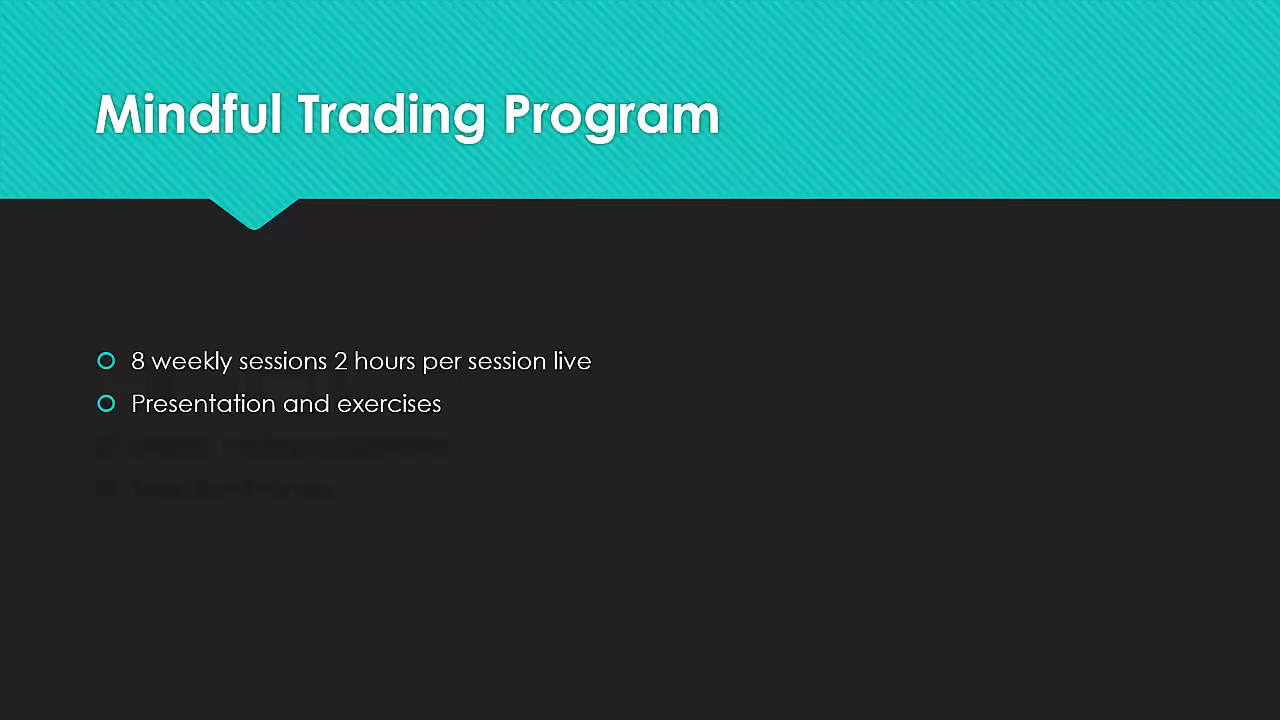 Mindful Trading Program
8 weekly sessions 2 hours per session live
Presentation and exercises